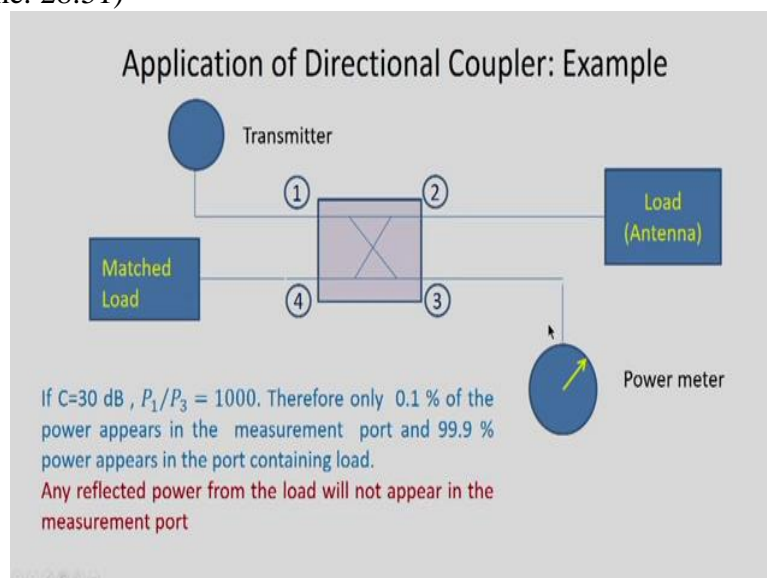 Application of Directional Coupler: Example
Transmitter
1
2
Load
(Antenna)
Matched
Load
4
3
Power meter
If C=30 dB , P₁/P₃ = 1000. Therefore only 0.1 % of the
power appears in the measurement port and 99.9 %
power appears in the port containing load.
Any reflected power from the load will not appear in the
measurement port